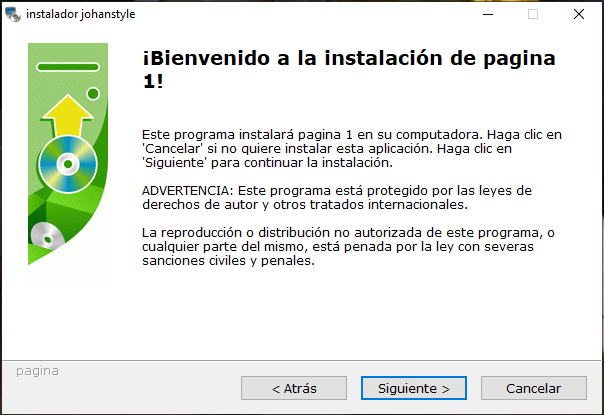 instalador johanstyle
¡Bienvenido a la instalación de pagina
1!
Este programa instalará pagina 1 en su computadora. Haga clic en
'Cancelar' si no quiere instalar esta aplicación. Haga clic en
'Siguiente' para continuar la instalación.
ADVERTENCIA: Este programa está protegido por las leyes de
derechos de autor y otros tratados internacionales.
La reproducción o distribución no autorizada de este programa, o
cualquier parte del mismo, está penada por la ley con severas
sanciones civiles y penales.
pagina
< Atrás
Siguiente >
Cancelar